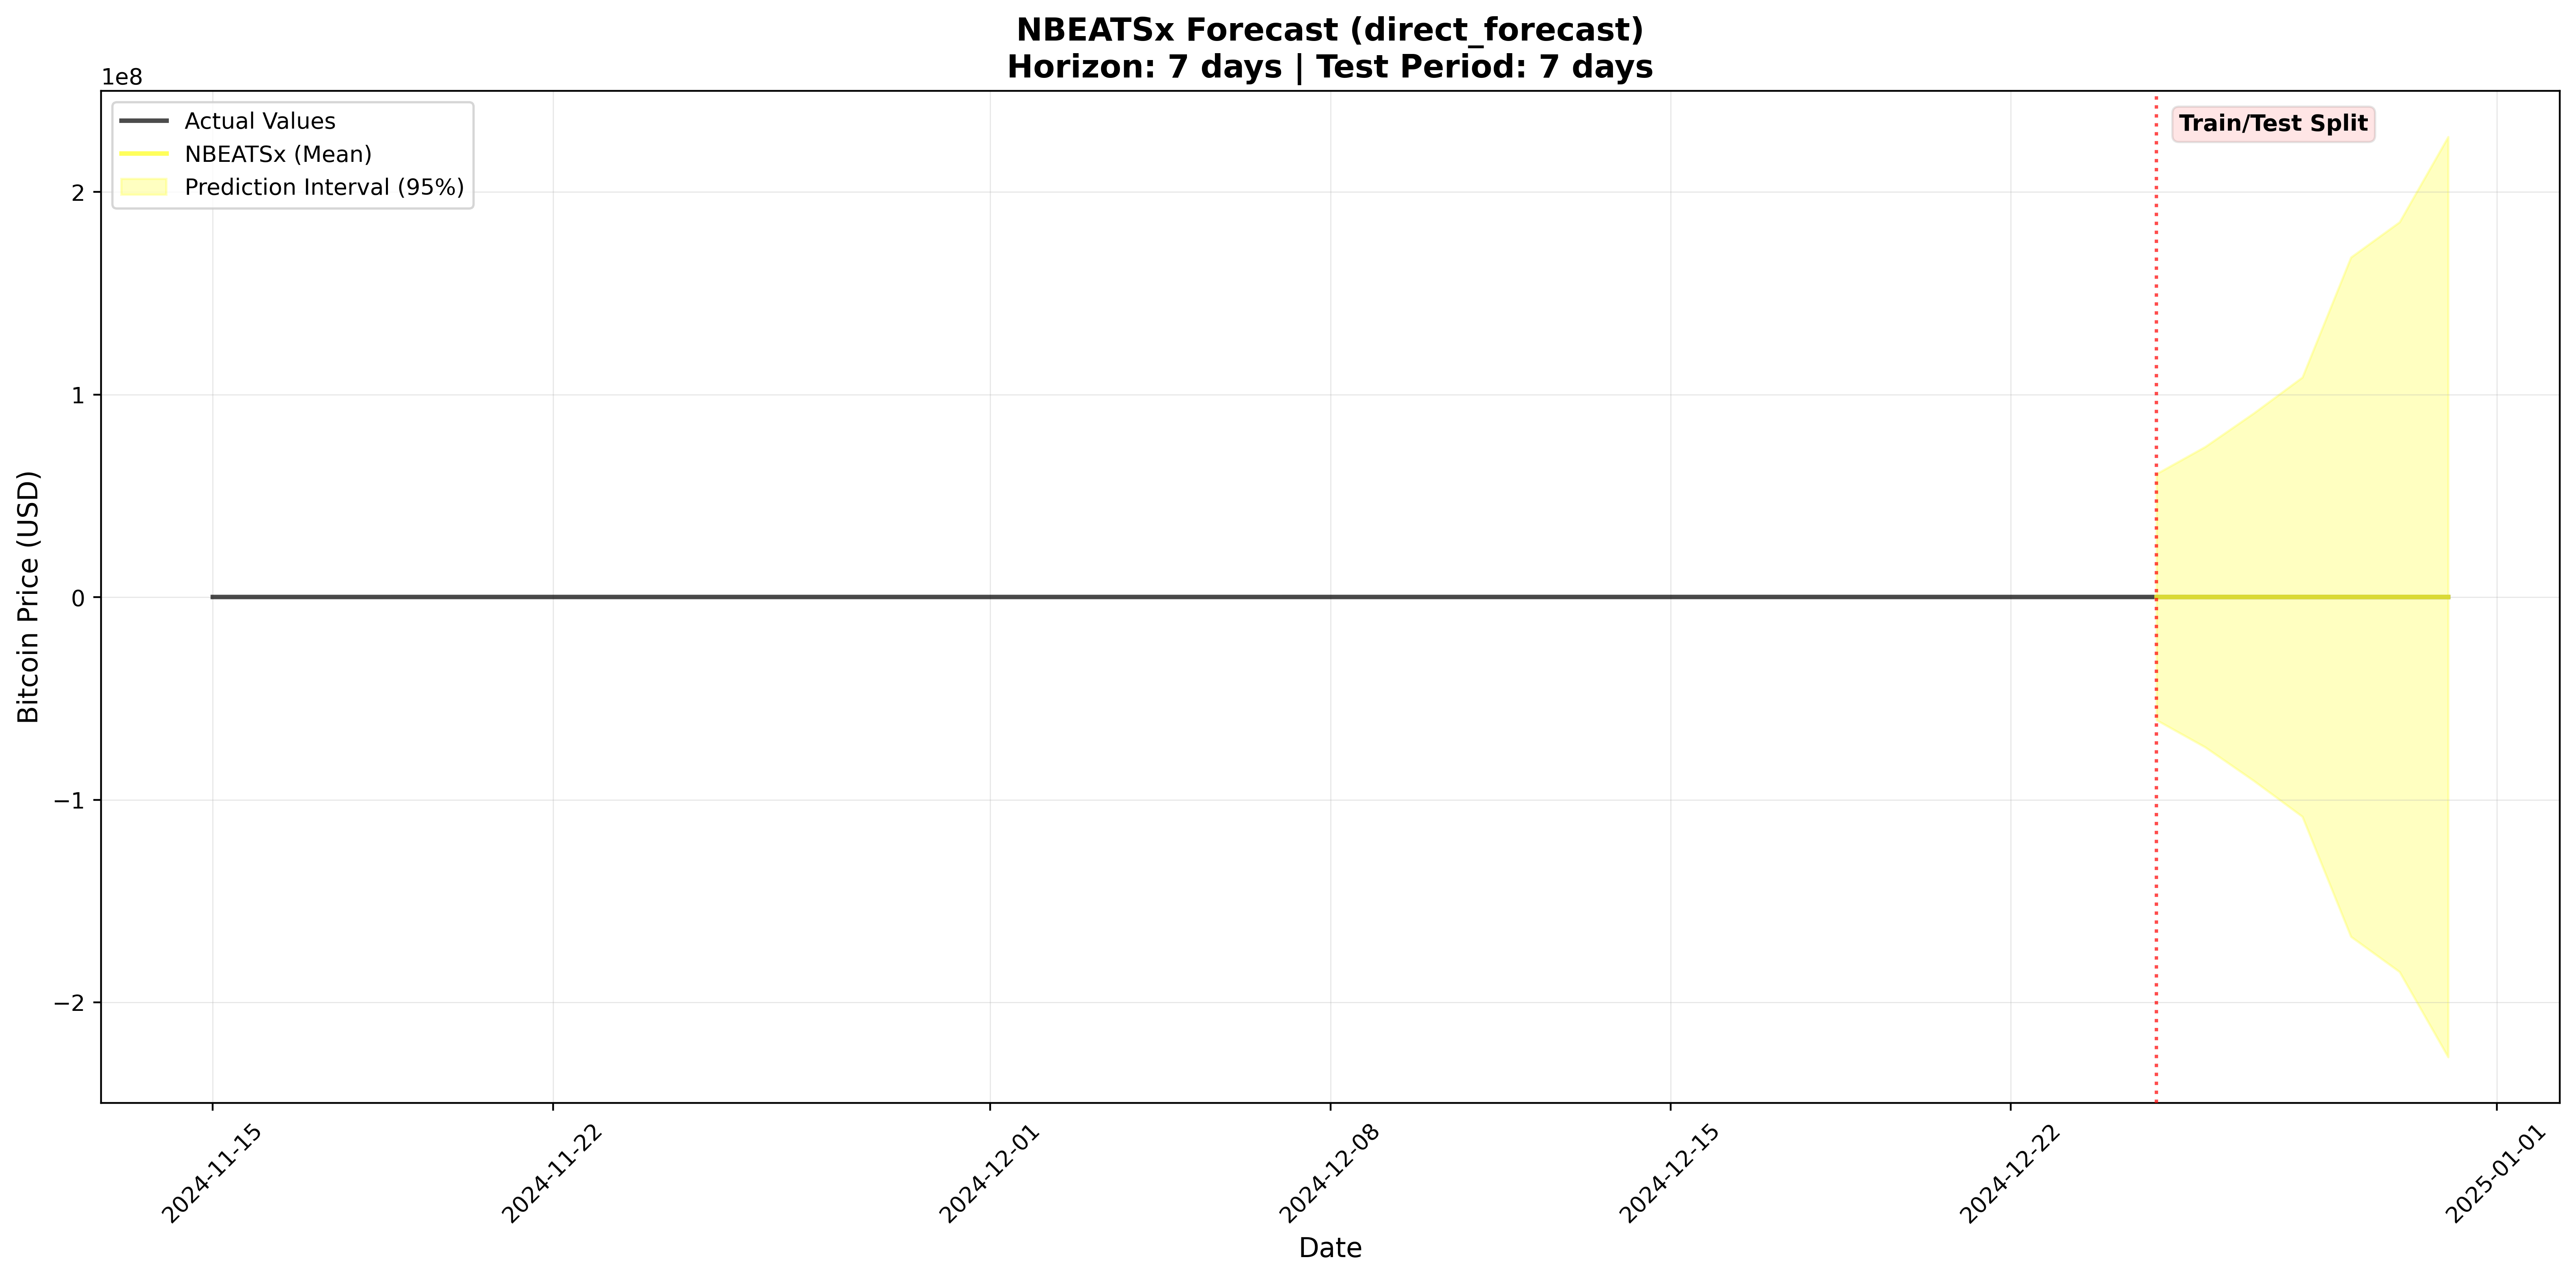 NBEATSx Forecast (direct_forecast)
Horizon: 7 days | Test Period: 7 days
1e8
Actual Values
NBEATSx (Mean)
Prediction Interval (95%)
Train/Test Split
2
1
0
−1
−2
Bitcoin Price (USD)
2024-11-15
2024-11-22
2024-12-01
2024-12-08
2024-12-15
2024-12-22
2025-01-01
Date